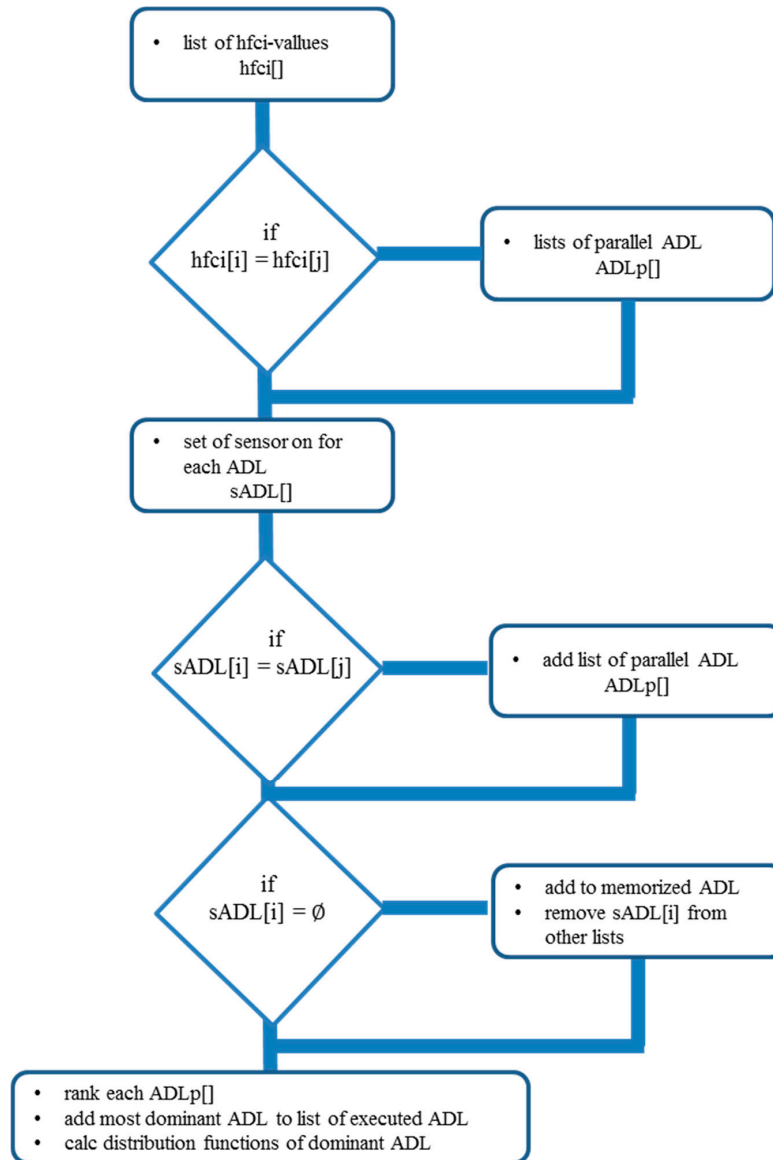 • list of hfci-vallues
hfci[]
if
hfci[i] = hfci[j]
• lists of parallel ADL
ADLp[]
• set of sensor on for
each ADL
sADL[]
if
sADL[i] = sADL[j]
• add list of parallel ADL
ADLp[]
if
sADL[i] = ∅
• add to memorized ADL
• remove sADL[i] from
other lists
• rank each ADLp[]
• add most dominant ADL to list of executed ADL
• calc distribution functions of dominant ADL